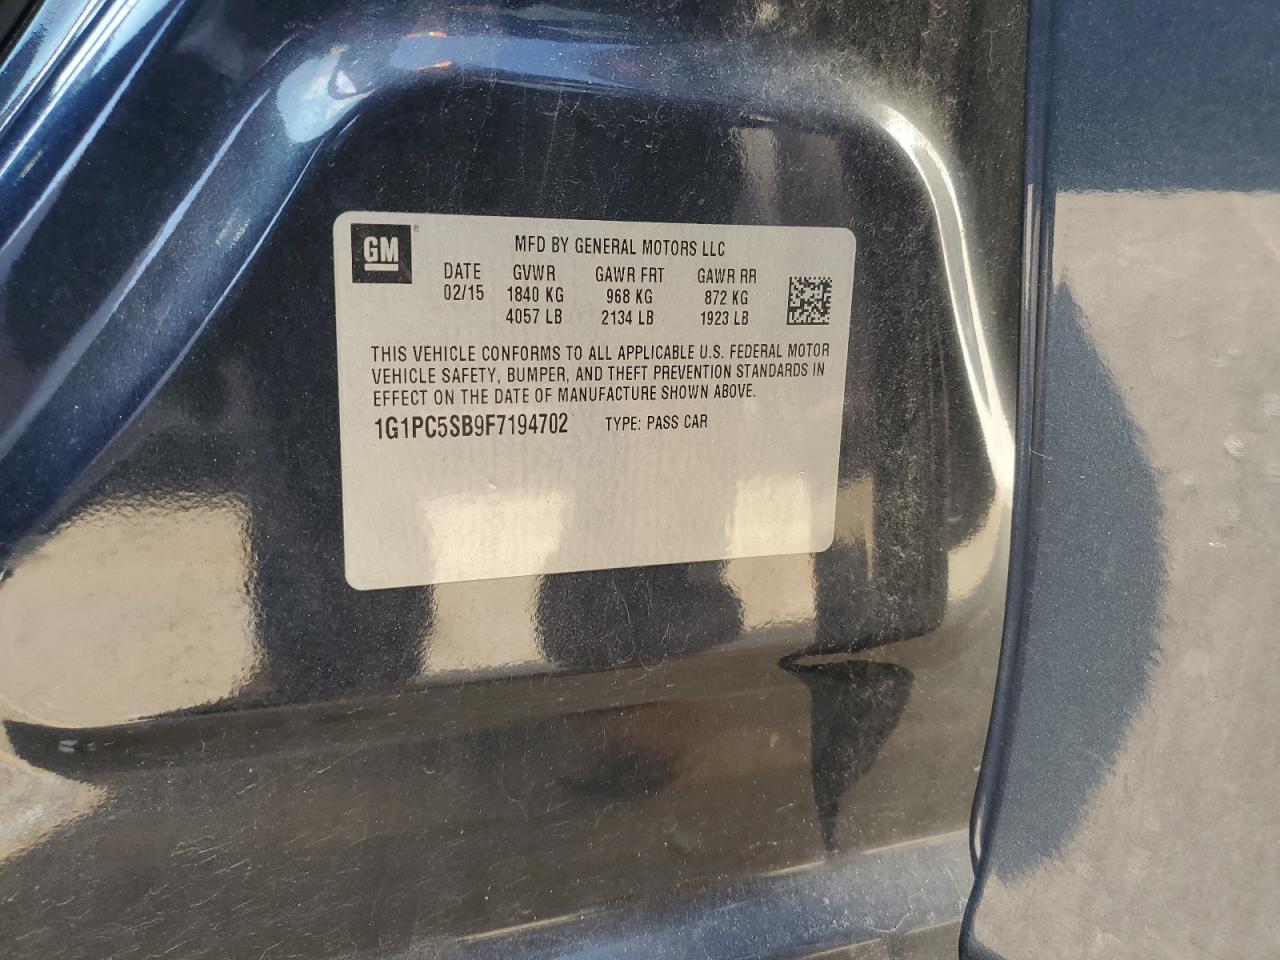 GM
MFD BY GENERAL MOTORS LLC
DATE GVWR GAWR FRT GAWR RR
02/15 1840 KG 968 KG 872 KG
4057 LB 2134 LB 1923 LB
THIS VEHICLE CONFORMS TO ALL APPLICABLE U.S. FEDERAL MOTOR
VEHICLE SAFETY, BUMPER, AND THEFT PREVENTION STANDARDS IN
EFFECT ON THE DATE OF MANUFACTURE SHOWN ABOVE.
1G1PC5SB9F7194702 TYPE: PASS CAR